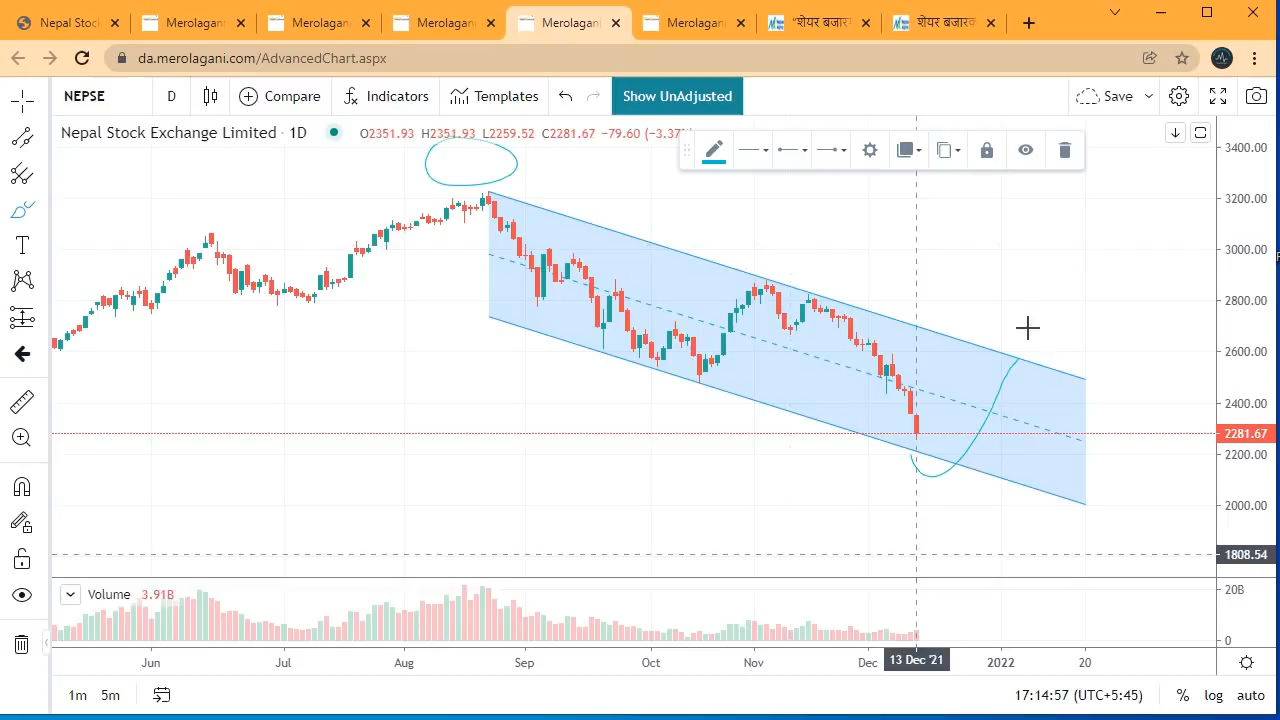 Nepal Stoc
Merolagani
Merolagani
Merolagani
Merolagani
Merolagani
"शेयर बजारम
शेयर बजारक
da.merolagani.com/AdvancedChart.aspx
NEPSE D Compare Indicators Templates Show UnAdjusted Save
Nepal Stock Exchange Limited · 1D O2351.93 H2351.93 L2259.52 C2281.67 −79.60 (−3.37%)
3400.00
3200.00
3000.00
2800.00
2600.00
2400.00
2281.67
2200.00
2000.00
1808.54
Volume 3.91B
20B
0
Jun Jul Aug Sep Oct Nov Dec 13 Dec '21 2022 20
1m 5m 17:14:57 (UTC+5:45) % log auto